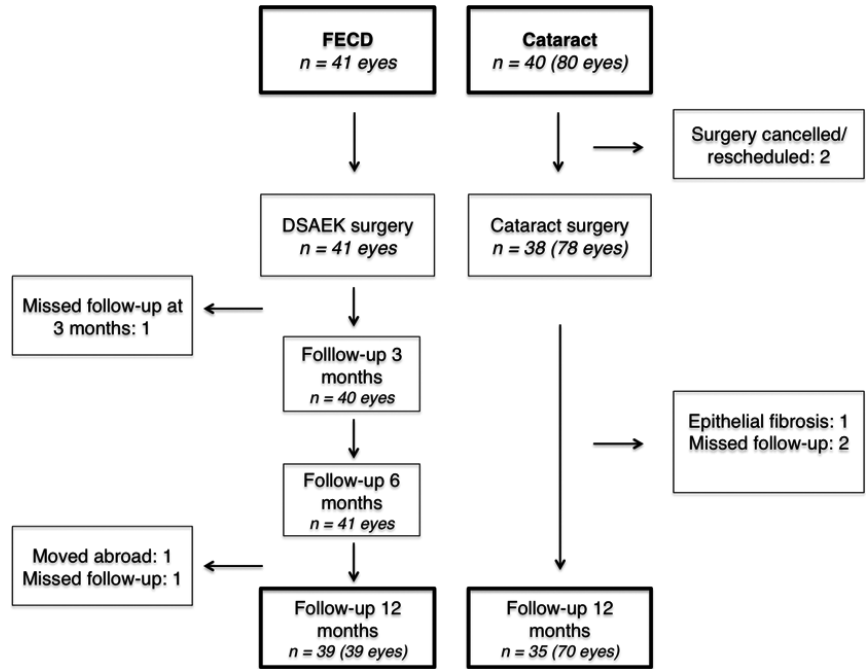 FECD
n = 41 eyes
Cataract
n = 40 (80 eyes)
Surgery cancelled/
rescheduled: 2
DSAEK surgery
n = 41 eyes
Cataract surgery
n = 38 (78 eyes)
Missed follow-up at
3 months: 1
Folllow-up 3
months
n = 40 eyes
Epithelial fibrosis: 1
Missed follow-up: 2
Follow-up 6
months
n = 41 eyes
Moved abroad: 1
Missed follow-up: 1
Follow-up 12
months
n = 39 (39 eyes)
Follow-up 12
months
n = 35 (70 eyes)